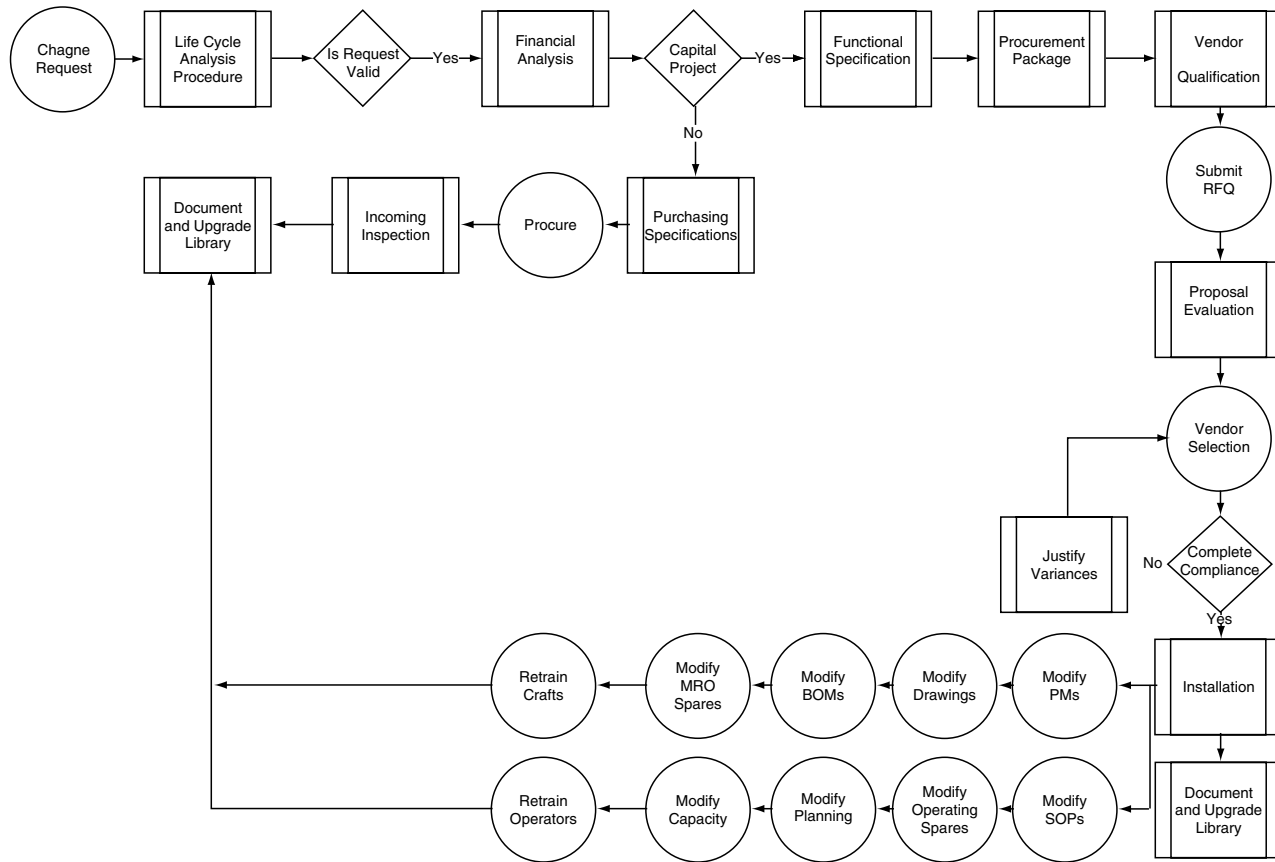 Chagne
Request
Life Cycle
Analysis
Procedure
Is Request
Valid
Yes
Financial
Analysis
Capital
Project
Yes
Functional
Specification
Procurement
Package
Vendor
Qualification
No
Submit
RFQ
Document
and Upgrade
Library
Incoming
Inspection
Procure
Purchasing
Specifications
Proposal
Evaluation
Vendor
Selection
Justify
Variances
No
Complete
Compliance
Yes
Retrain
Crafts
Modify
MRO
Spares
Modify
BOMs
Modify
Drawings
Modify
PMs
Installation
Retrain
Operators
Modify
Capacity
Modify
Planning
Modify
Operating
Spares
Modify
SOPs
Document
and Upgrade
Library